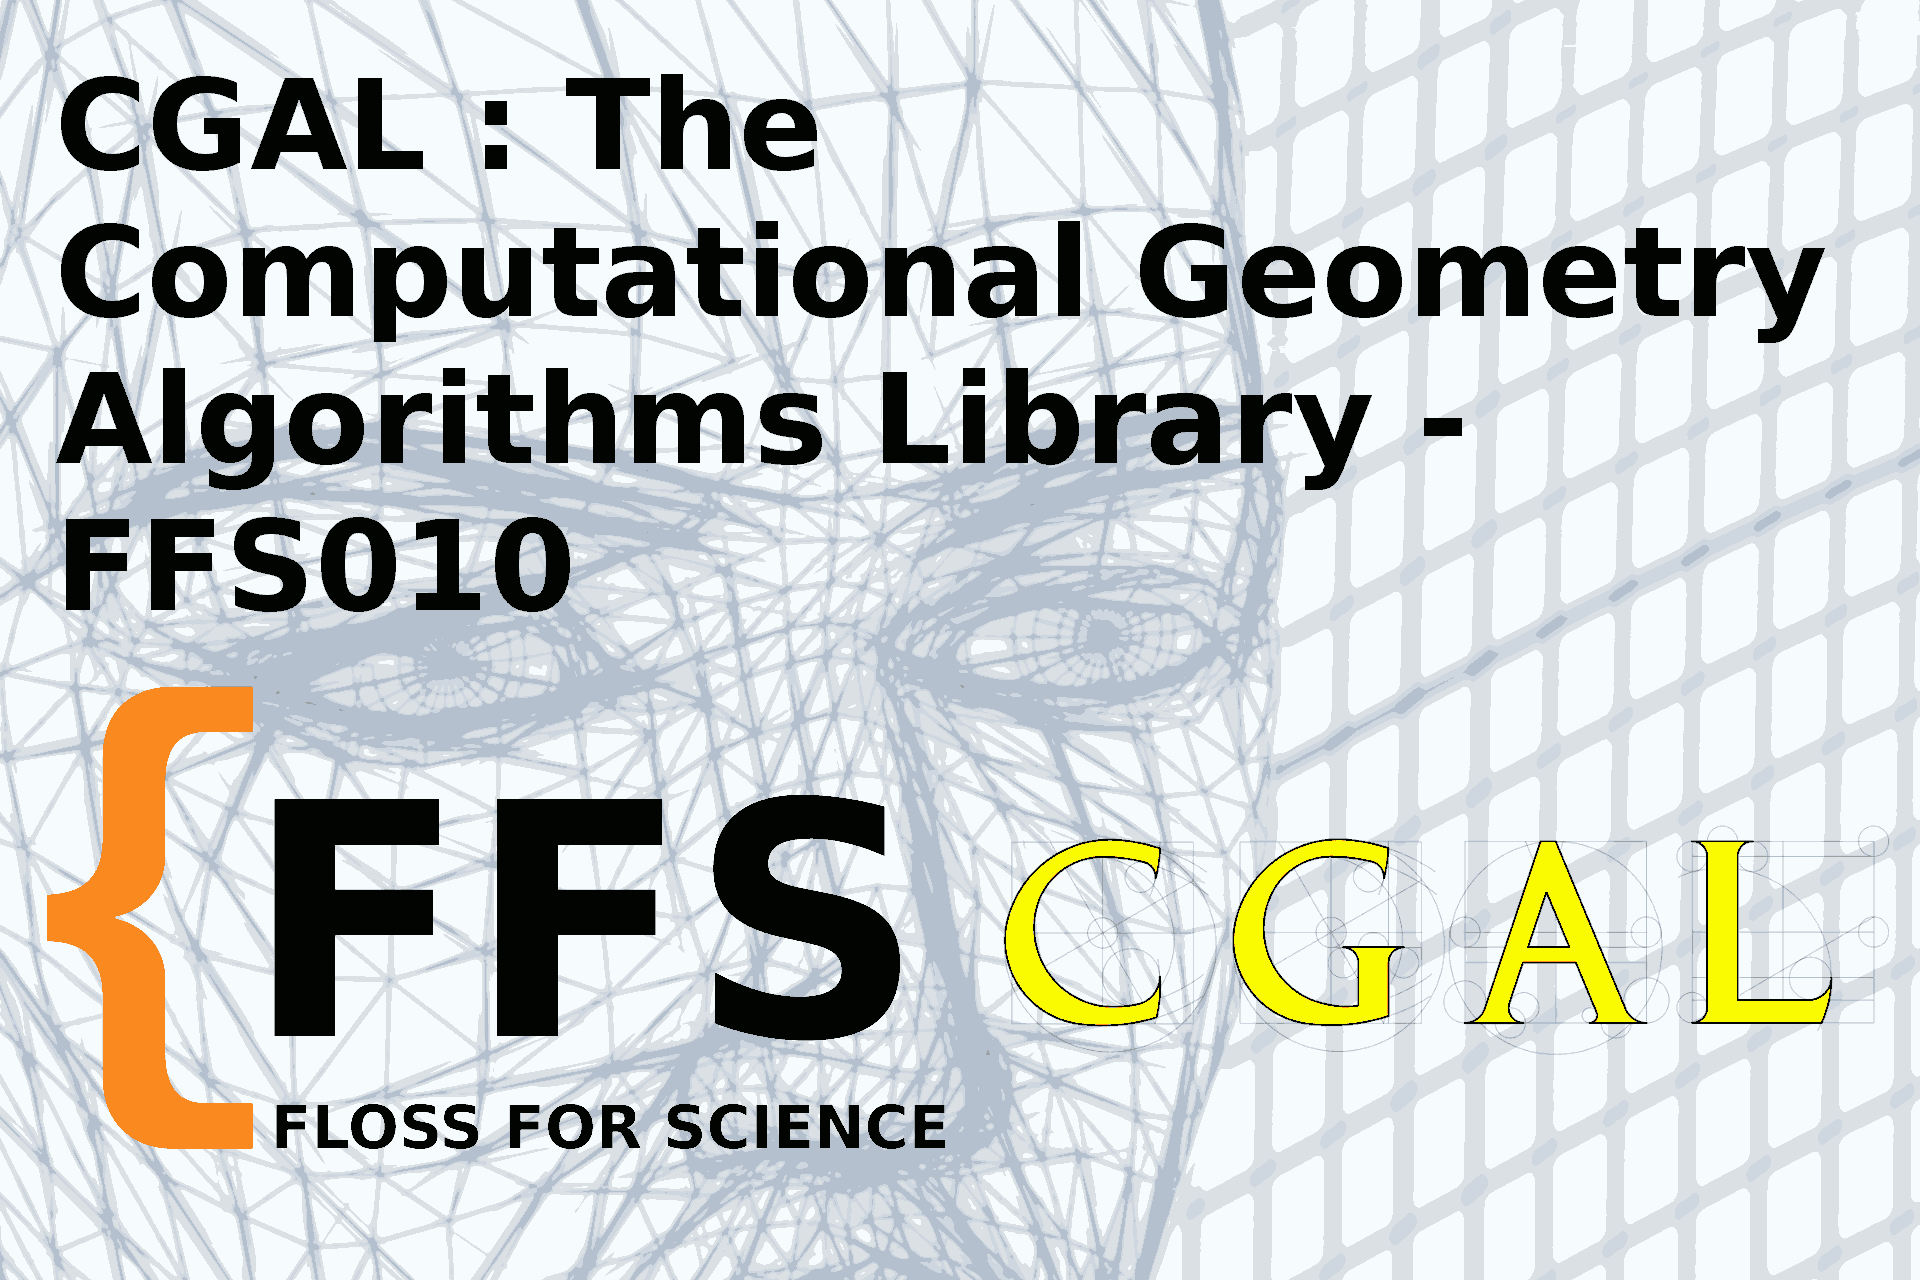 CGAL : The
Computational Geometry
Algorithms Library -
FFS010
{FFS
CGAL
FLOSS FOR SCIENCE